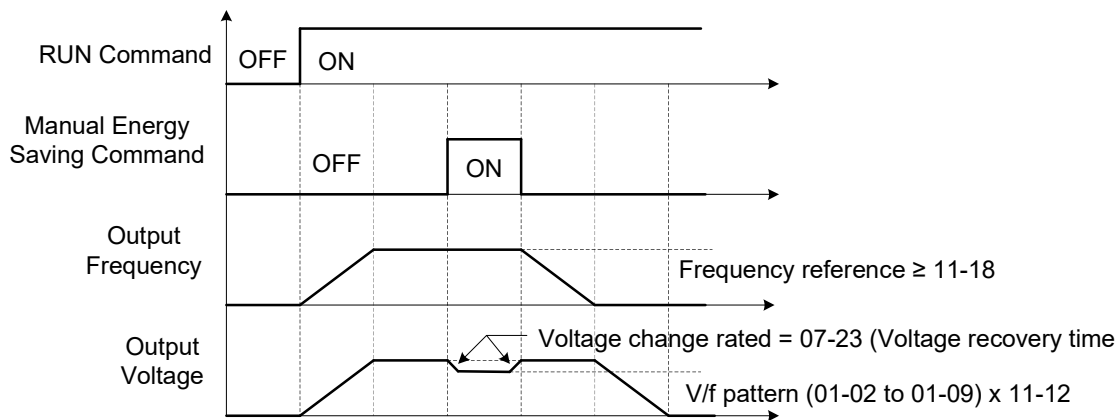 RUN Command
OFF
ON
Manual Energy
Saving Command
OFF
ON
Output
Frequency
Frequency reference ≥ 11-18
Output
Voltage
Voltage change rated = 07-23 (Voltage recovery time
V/f pattern (01-02 to 01-09) x 11-12